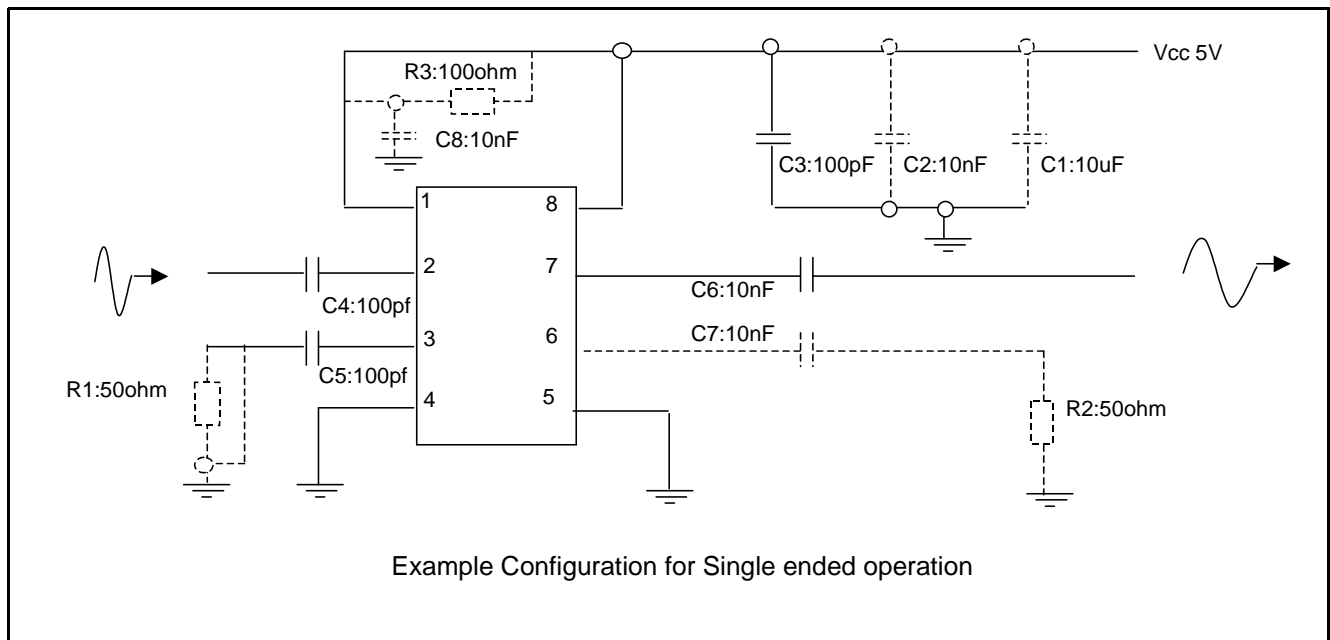 Vcc 5V
R3:100ohm
C8:10nF
C3:100pF
C2:10nF
C1:10uF
1
8
2
7
C4:100pf
C6:10nF
3
6
C7:10nF
C5:100pf
R1:50ohm
4
5
R2:50ohm
Example Configuration for Single ended operation